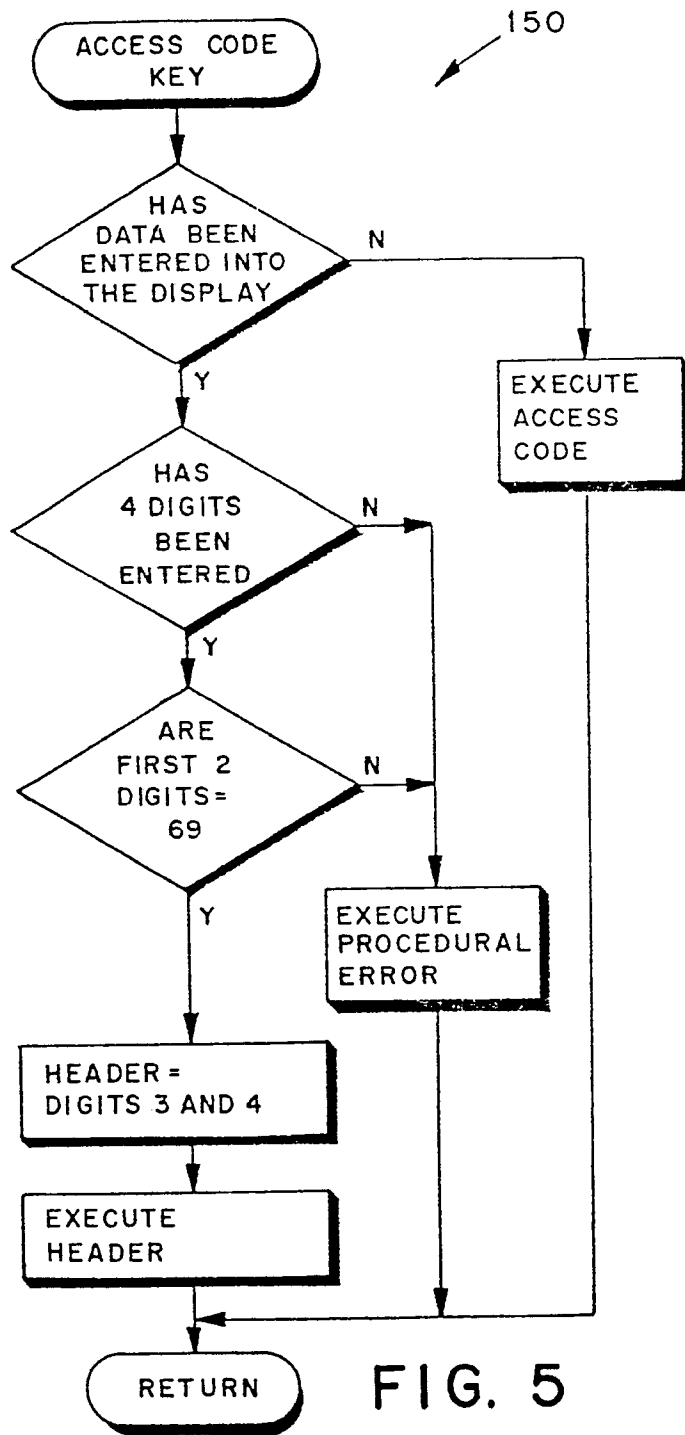 150
ACCESS CODE
KEY
HAS
DATA BEEN
ENTERED INTO
THE DISPLAY
N
Y
EXECUTE
ACCESS
CODE
HAS
4 DIGITS
BEEN
ENTERED
N
Y
ARE
FIRST 2
DIGITS=
69
N
Y
EXECUTE
PROCEDURAL
ERROR
HEADER=
DIGITS 3 AND 4
EXECUTE
HEADER
RETURN
FIG. 5